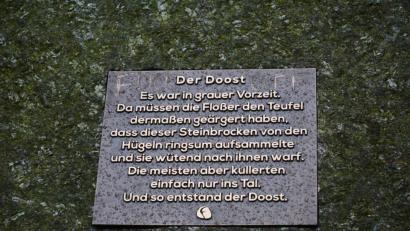 Der Doost
Es war in grauer Vorzeit.
Da müssen die Flößer den Teufel
dermaßen geärgert haben,
dass dieser Steinbrocken von den
Hügeln ringsum aufsammelte
und sie wütend nach ihnen warf.
Die meisten aber kullerten
einfach nur ins Tal.
Und so entstand der Doost.